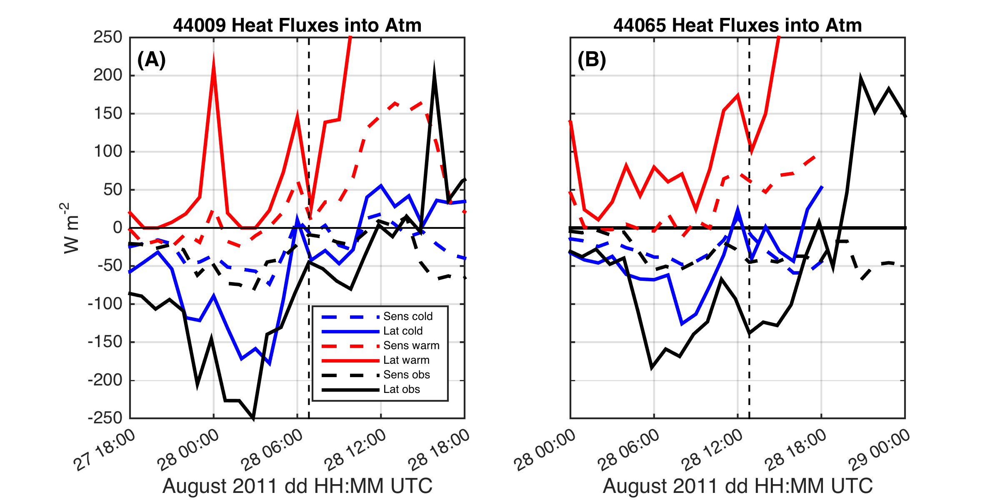 44009 Heat Fluxes into Atm
(A)
250
200
150
100
50
0
-50
-100
-150
-200
-250
W m-2
Sens cold
Lat cold
Sens warm
Lat warm
Sens obs
Lat obs
27 18:00
28 00:00
28 06:00
28 12:00
28 18:00
August 2011 dd HH:MM UTC
44065 Heat Fluxes into Atm
(B)
28 00:00
28 06:00
28 12:00
28 18:00
29 00:00
August 2011 dd HH:MM UTC